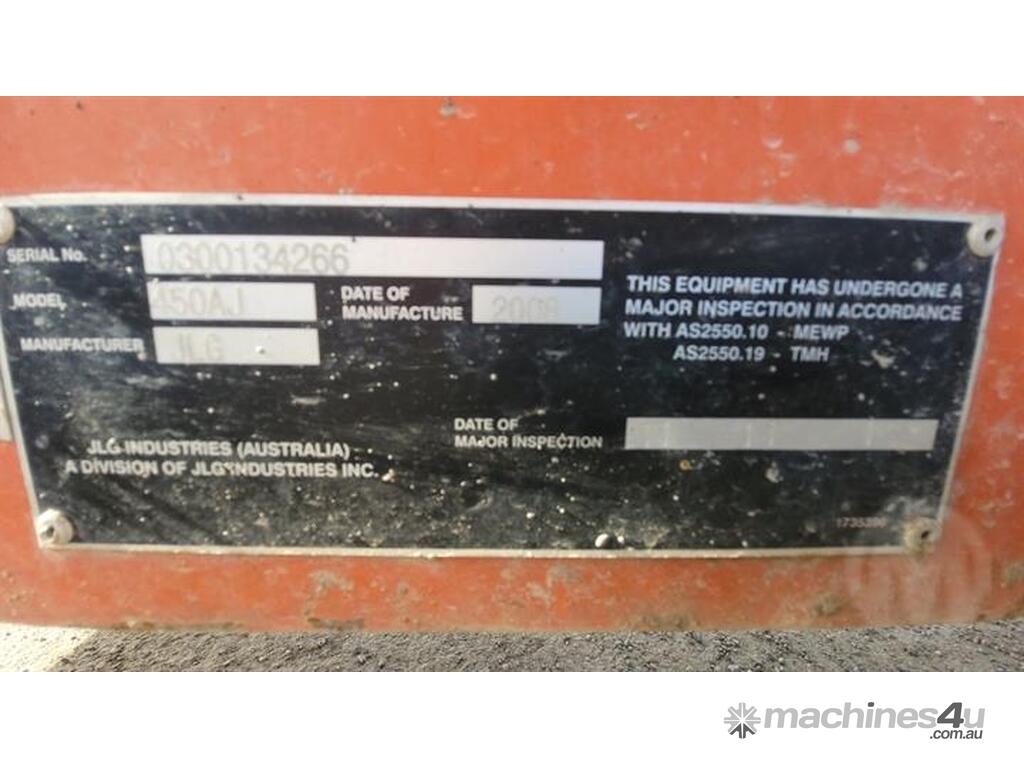 SERIAL No. 0300134266
MODEL 450AJ DATE OF MANUFACTURE 2008
MANUFACTURER JLG
THIS EQUIPMENT HAS UNDERGONE A
MAJOR INSPECTION IN ACCORDANCE
WITH AS2550.10 - MEWP
AS2550.19 - TMH
DATE OF
MAJOR INSPECTION
JLG INDUSTRIES (AUSTRALIA)
A DIVISION OF JLG INDUSTRIES INC.
machines4u
.com.au